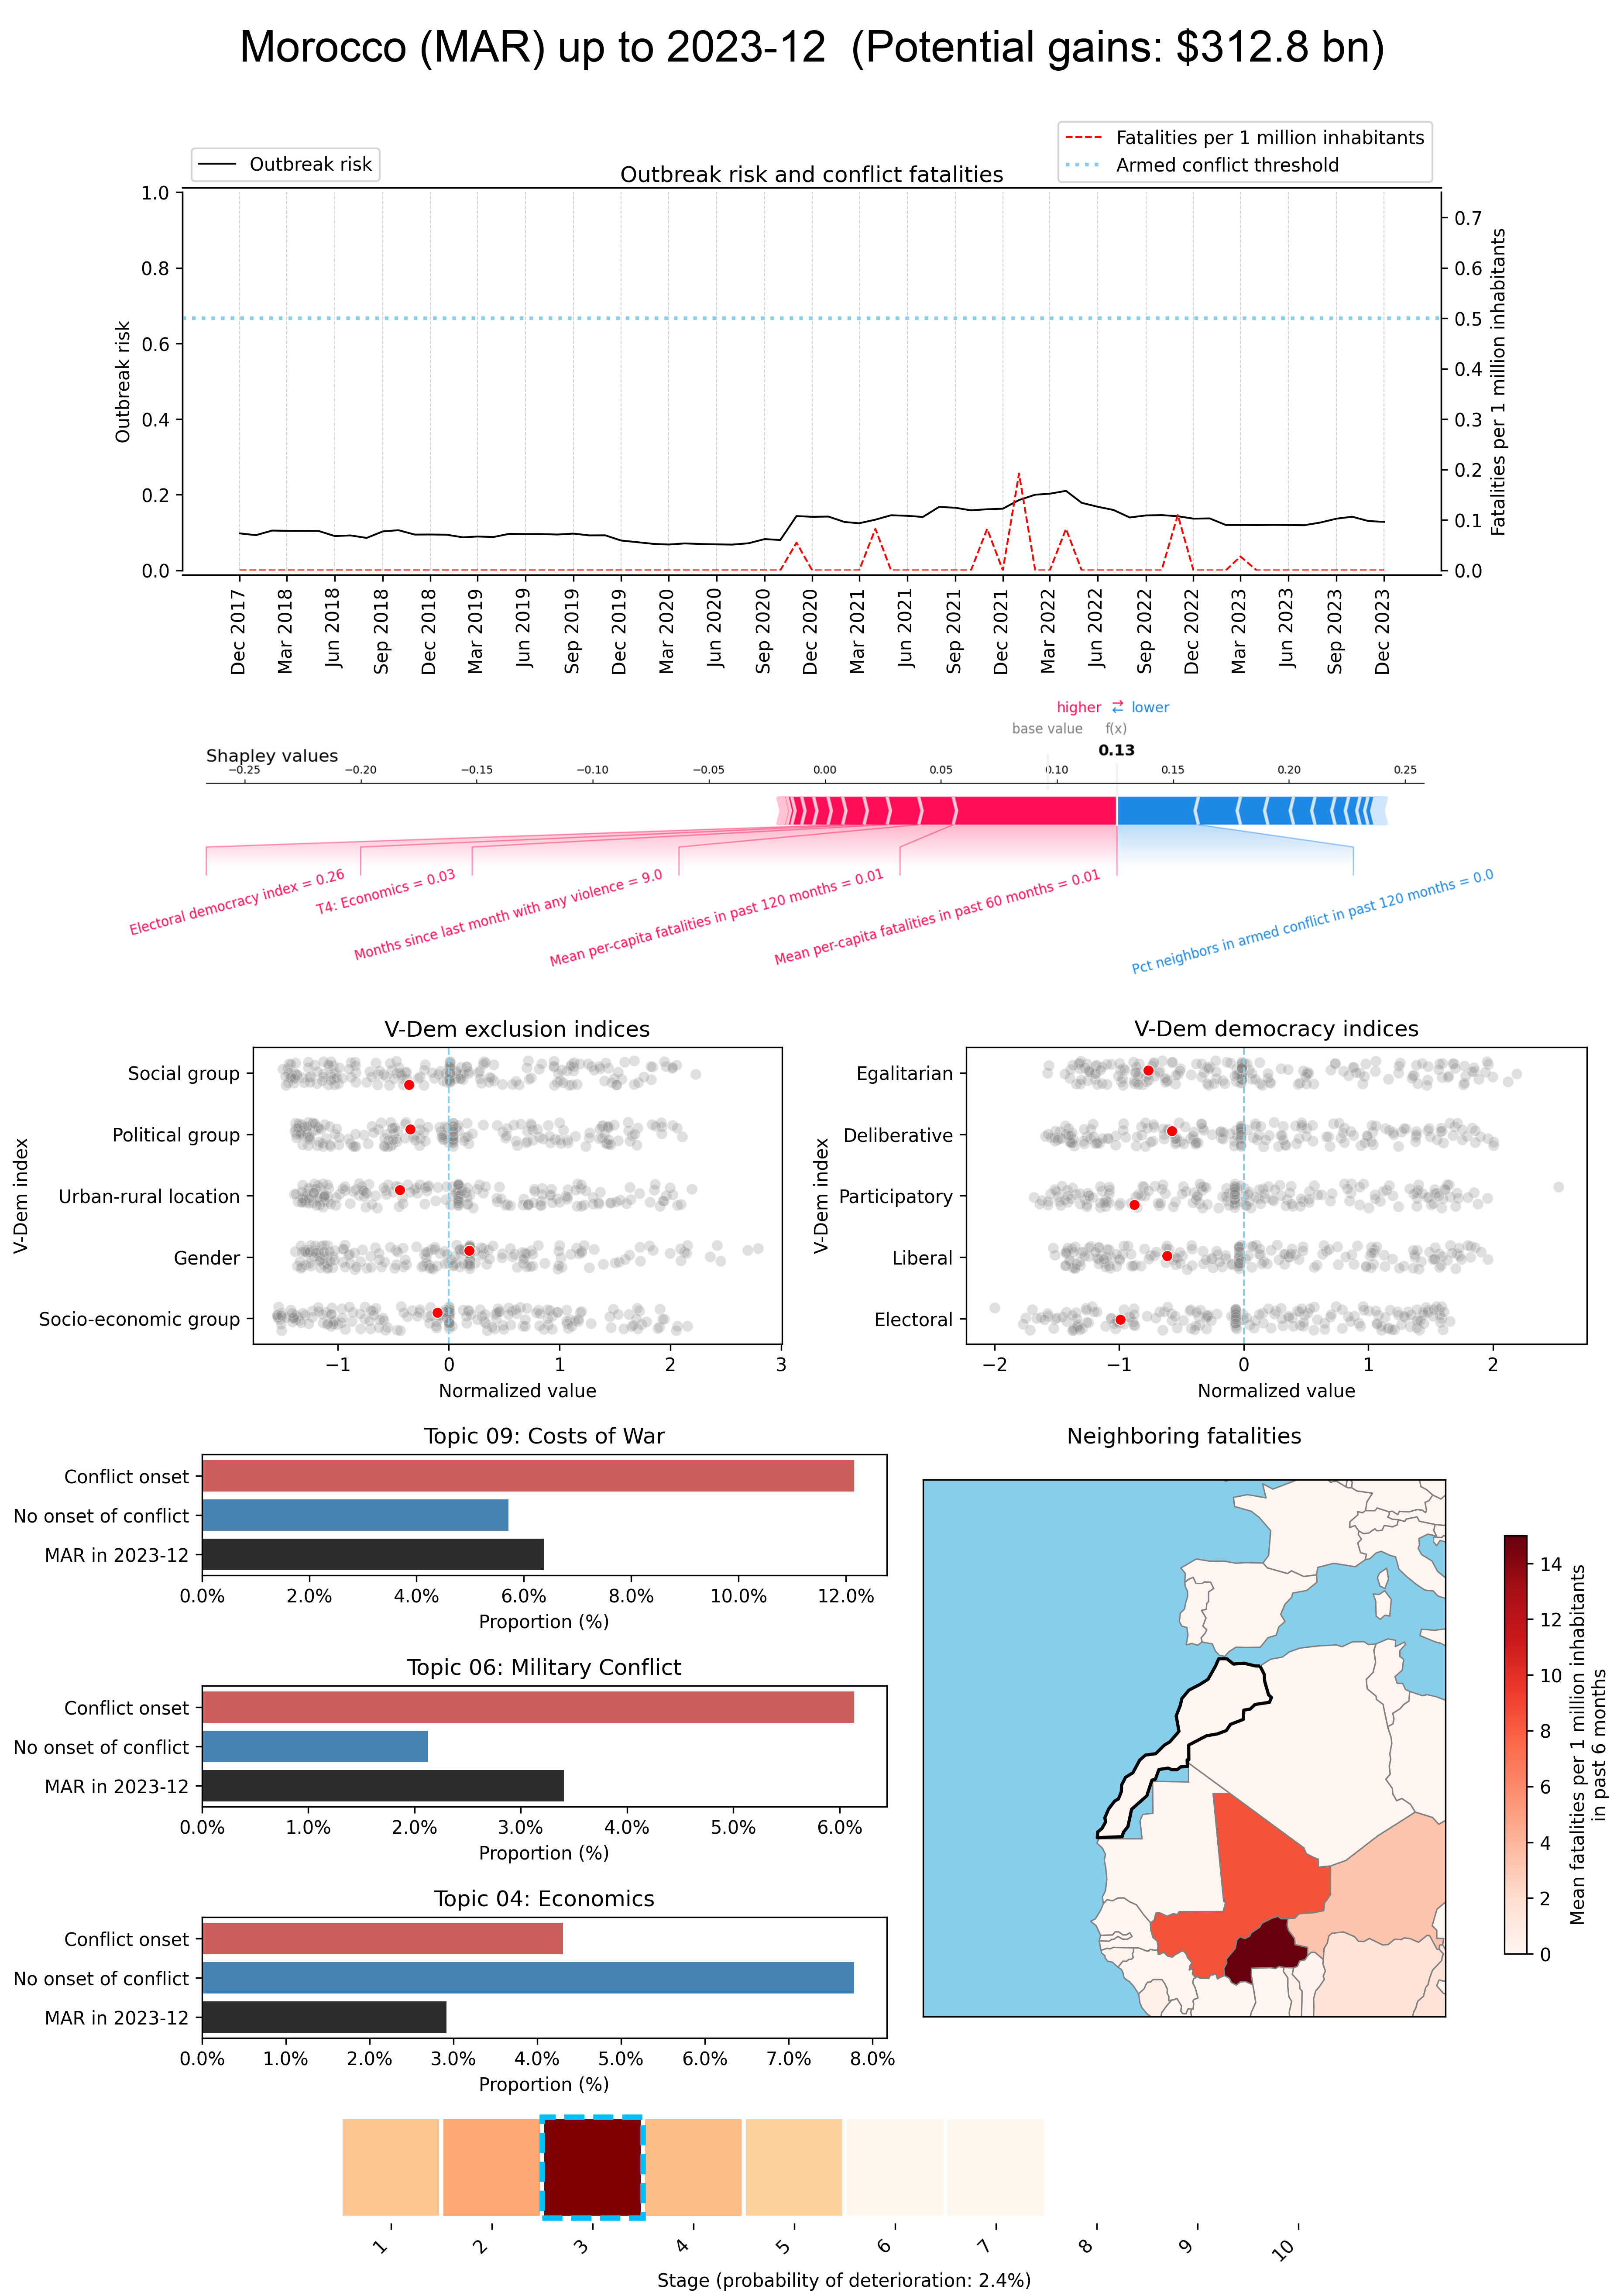 Morocco (MAR) up to 2023-12  (Potential gains: $312.8 bn)
Outbreak risk
Fatalities per 1 million inhabitants
Armed conflict threshold
Outbreak risk and conflict fatalities
Outbreak risk
1.0
0.8
0.6
0.4
0.2
0.0
0.7
0.6
0.5
0.4
0.3
0.2
0.1
0.0
Fatalities per 1 million inhabitants
Dec 2017
Mar 2018
Jun 2018
Sep 2018
Dec 2018
Mar 2019
Jun 2019
Sep 2019
Dec 2019
Mar 2020
Jun 2020
Sep 2020
Dec 2020
Mar 2021
Jun 2021
Sep 2021
Dec 2021
Mar 2022
Jun 2022
Sep 2022
Dec 2022
Mar 2023
Jun 2023
Sep 2023
Dec 2023
higher ⇄ lower
base value f(x)
0.13
Shapley values
−0.25 −0.20 −0.15 −0.10 −0.05 0.00 0.05 0.10 0.15 0.20 0.25
Electoral democracy index = 0.26
T4: Economics = 0.03
Months since last month with any violence = 9.0
Mean per-capita fatalities in past 120 months = 0.01
Mean per-capita fatalities in past 60 months = 0.01
Pct neighbors in armed conflict in past 120 months = 0.0
V-Dem exclusion indices
V-Dem index
Social group
Political group
Urban-rural location
Gender
Socio-economic group
−1 0 1 2 3
Normalized value
V-Dem democracy indices
V-Dem index
Egalitarian
Deliberative
Participatory
Liberal
Electoral
−2 −1 0 1 2
Normalized value
Topic 09: Costs of War
Conflict onset
No onset of conflict
MAR in 2023-12
0.0% 2.0% 4.0% 6.0% 8.0% 10.0% 12.0%
Proportion (%)
Topic 06: Military Conflict
Conflict onset
No onset of conflict
MAR in 2023-12
0.0% 1.0% 2.0% 3.0% 4.0% 5.0% 6.0%
Proportion (%)
Topic 04: Economics
Conflict onset
No onset of conflict
MAR in 2023-12
0.0% 1.0% 2.0% 3.0% 4.0% 5.0% 6.0% 7.0% 8.0%
Proportion (%)
Neighboring fatalities
14
12
10
8
6
4
2
0
Mean fatalities per 1 million inhabitants
in past 6 months
1 2 3 4 5 6 7 8 9 10
Stage (probability of deterioration: 2.4%)